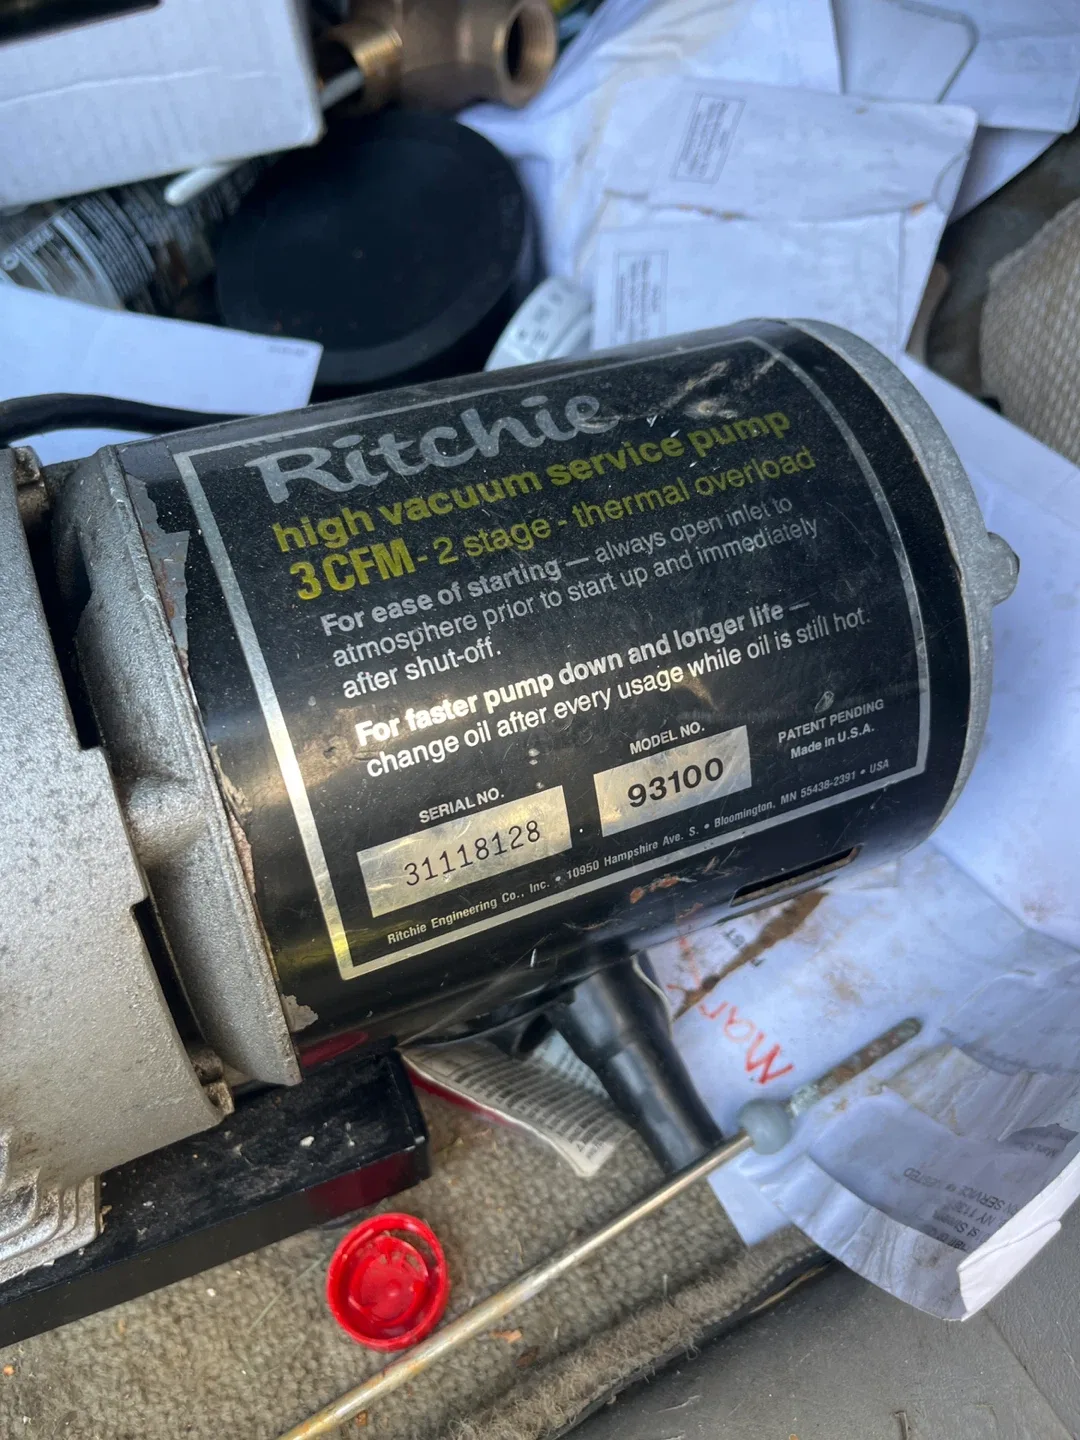 Ritchie
high vacuum service pump
3 CFM - 2 stage - thermal overload
For ease of starting — always open inlet to
atmosphere prior to start up and immediately
after shut-off.
For faster pump down and longer life —
change oil after every usage while oil is still hot.
SERIAL NO.
31118128
MODEL NO.
93100
PATENT PENDING
Made in U.S.A.
Ritchie Engineering Co., Inc. • 10950 Hampshire Ave. S. • Bloomington, MN 55438-2391 • USA
Mark